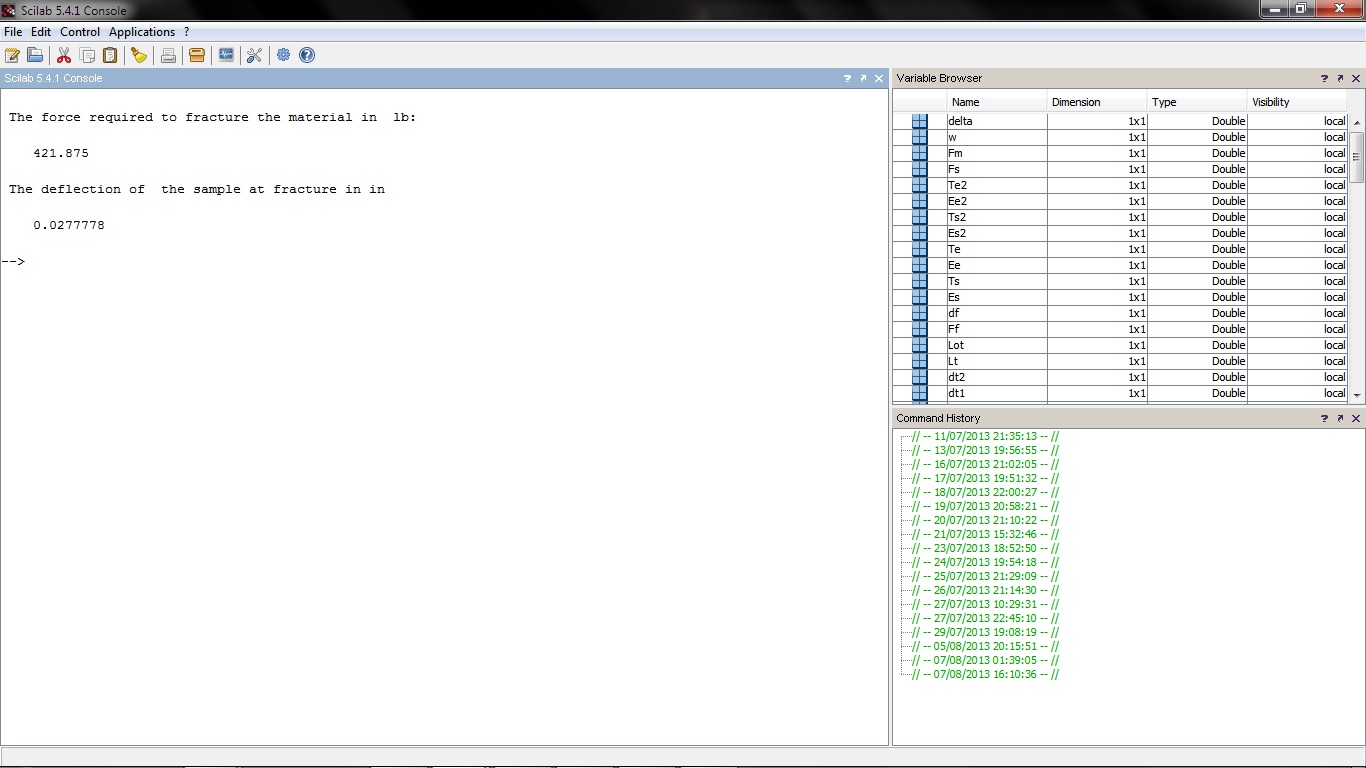 Scilab 5.4.1 Console
File Edit Control Applications ?
Scilab 5.4.1 Console
The force required to fracture the material in  lb:
421.875
The deflection of  the sample at fracture in in
0.0277778
-->
Variable Browser
Name Dimension Type Visibility
delta 1x1 Double local
w 1x1 Double local
Fm 1x1 Double local
Fs 1x1 Double local
Te2 1x1 Double local
Ee2 1x1 Double local
Ts2 1x1 Double local
Es2 1x1 Double local
Te 1x1 Double local
Ee 1x1 Double local
Ts 1x1 Double local
Es 1x1 Double local
df 1x1 Double local
Ff 1x1 Double local
Lot 1x1 Double local
Lt 1x1 Double local
dt2 1x1 Double local
dt1 1x1 Double local
Command History
// -- 11/07/2013 21:35:13 -- //
// -- 13/07/2013 19:56:55 -- //
// -- 16/07/2013 21:02:05 -- //
// -- 17/07/2013 19:51:32 -- //
// -- 18/07/2013 22:00:27 -- //
// -- 19/07/2013 20:58:21 -- //
// -- 20/07/2013 21:10:22 -- //
// -- 21/07/2013 15:32:46 -- //
// -- 23/07/2013 18:52:50 -- //
// -- 24/07/2013 19:54:18 -- //
// -- 25/07/2013 21:29:09 -- //
// -- 26/07/2013 21:14:30 -- //
// -- 27/07/2013 10:29:31 -- //
// -- 27/07/2013 22:45:10 -- //
// -- 29/07/2013 19:08:19 -- //
// -- 05/08/2013 20:15:51 -- //
// -- 07/08/2013 01:39:05 -- //
// -- 07/08/2013 16:10:36 -- //